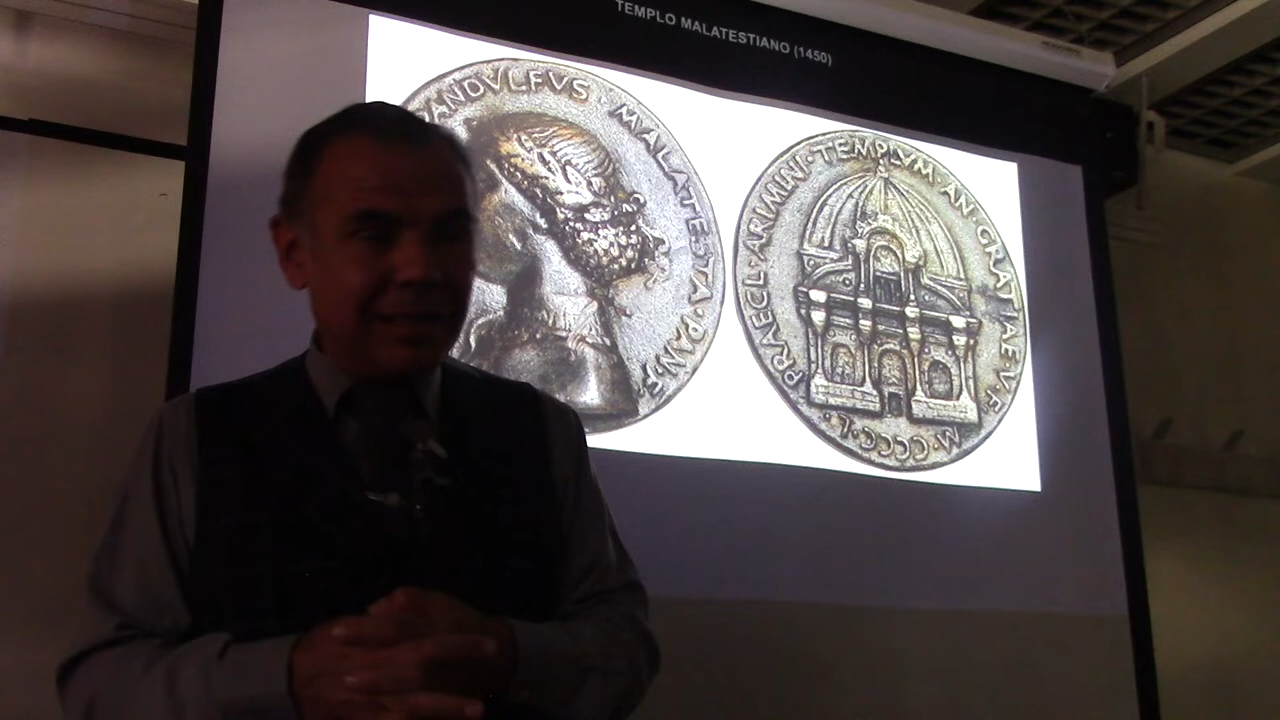 TEMPLO MALATESTIANO (1450)
ANDVLFVS MALATESTA · PAN · F
PRAECL · ARIMINI · TEMPLVM · AN · GRATIAE V · F
M · CCCC · L ·